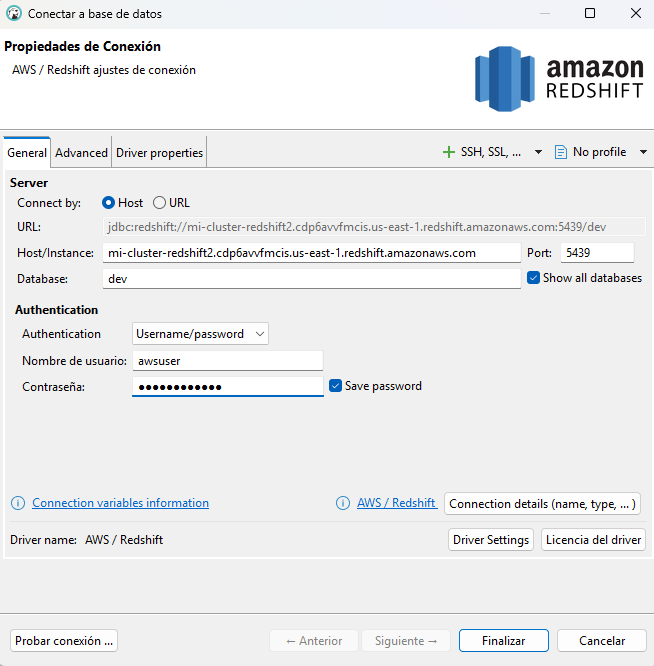 Conectar a base de datos
Propiedades de Conexión
AWS / Redshift ajustes de conexión
amazon
REDSHIFT
General Advanced Driver properties SSH, SSL, ... No profile
Server
Connect by: Host URL
URL: jdbc:redshift://mi-cluster-redshift2.cdp6avvfmcis.us-east-1.redshift.amazonaws.com:5439/dev
Host/Instance: mi-cluster-redshift2.cdp6avvfmcis.us-east-1.redshift.amazonaws.com Port: 5439
Database: dev Show all databases
Authentication
Authentication Username/password
Nombre de usuario: awsuser
Contraseña: ●●●●●●●●●●●● Save password
Connection variables information AWS / Redshift Connection details (name, type, ... )
Driver name: AWS / Redshift Driver Settings Licencia del driver
Probar conexión ... ← Anterior Siguiente → Finalizar Cancelar